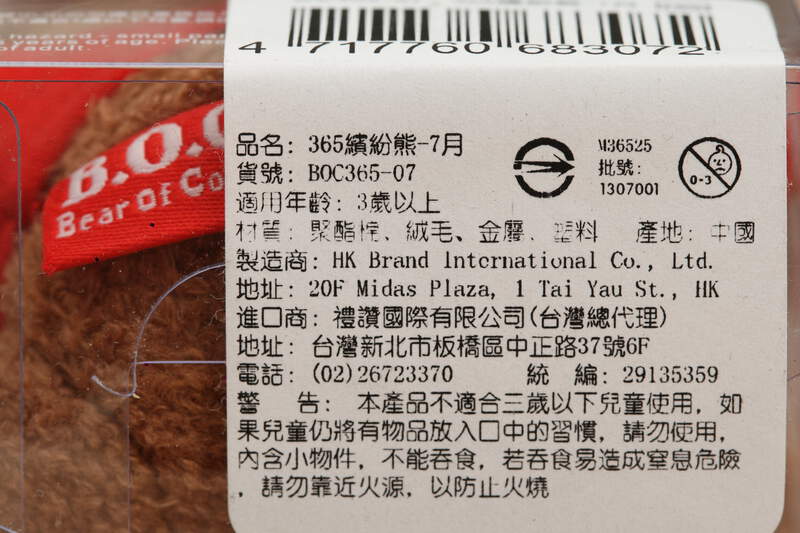 hazard - small par
years of age. Please
of adult.
B.O.
Bear Of Co
4 717760 683072
品名: 365繽紛熊-7月
貨號: BOC365-07
適用年齡: 3歲以上
M36525
批號:
1307001
0-3
材質: 聚酯棉、絨毛、金屬、塑料 產地: 中國
製造商: HK Brand International Co., Ltd.
地址: 20F Midas Plaza, 1 Tai Yau St., HK
進口商: 禮讚國際有限公司(台灣總代理)
地址: 台灣新北市板橋區中正路37號6F
電話: (02)26723370 統 編: 29135359
警 告: 本產品不適合三歲以下兒童使用, 如
果兒童仍將有物品放入口中的習慣, 請勿使用,
內含小物件, 不能吞食, 若吞食易造成窒息危險
, 請勿靠近火源, 以防止火燒